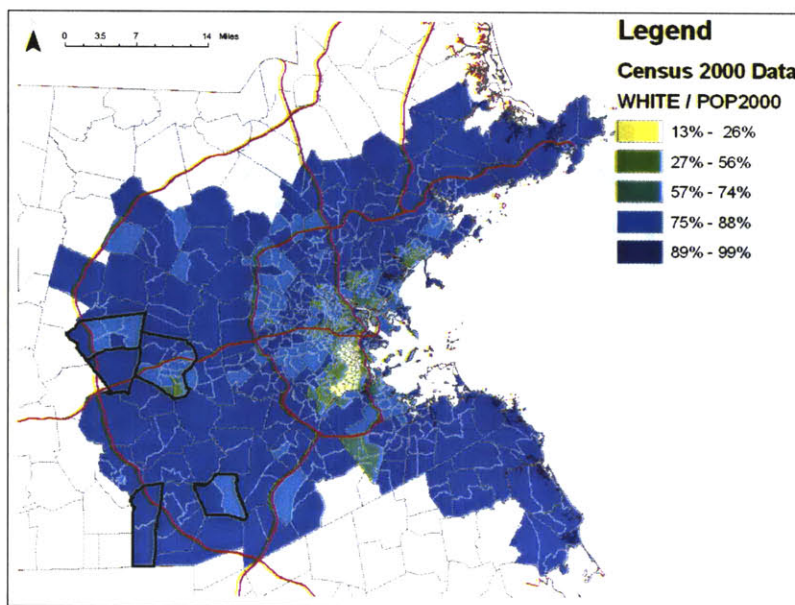 0 3.5 7 14 Miles
Legend
Census 2000 Data
WHITE / POP2000
13% - 26%
27% - 56%
57% - 74%
75% - 88%
89% - 99%